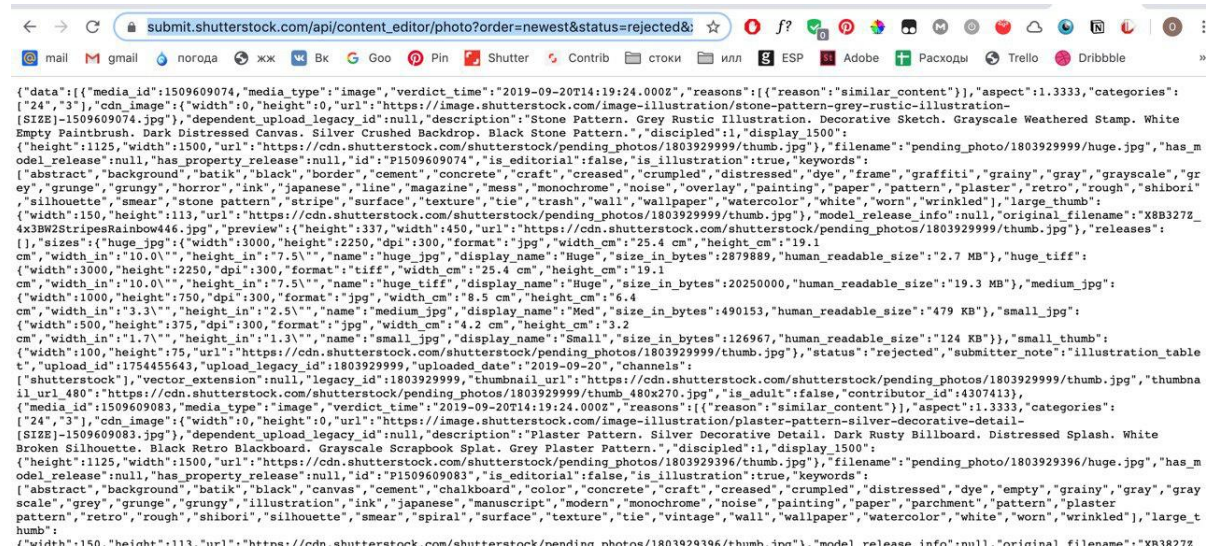 submit.shutterstock.com/api/content_editor/photo?order=newest&status=rejected&
mail gmail погода жж Вк Goo Pin Shutter Contrib стоки илл ESP Adobe Расходы Trello Dribbble »
{"data":[{"media_id":1509609074,"media_type":"image","verdict_time":"2019-09-20T14:19:24.000Z","reasons":[{"reason":"similar_content"}],"aspect":1.3333,"categories":
["24","3"],"cdn_image":{"width":0,"height":0,"url":"https://image.shutterstock.com/image-illustration/stone-pattern-grey-rustic-illustration-
[SIZE]-1509609074.jpg"},"dependent_upload_legacy_id":null,"description":"Stone Pattern. Grey Rustic Illustration. Decorative Sketch. Grayscale Weathered Stamp. White
Empty Paintbrush. Dark Distressed Canvas. Silver Crushed Backdrop. Black Stone Pattern.","discipled":1,"display_1500":
{"height":1125,"width":1500,"url":"https://cdn.shutterstock.com/shutterstock/pending_photos/1803929999/thumb.jpg"},"filename":"pending_photo/1803929999/huge.jpg","has_m
odel_release":null,"has_property_release":null,"id":"P1509609074","is_editorial":false,"is_illustration":true,"keywords":
["abstract","background","batik","black","border","cement","concrete","craft","creased","crumpled","distressed","dye","frame","graffiti","grainy","gray","grayscale","gr
ey","grunge","grungy","horror","ink","japanese","line","magazine","mess","monochrome","noise","overlay","painting","paper","pattern","plaster","retro","rough","shibori"
,"silhouette","smear","stone pattern","stripe","surface","texture","tie","trash","wall","wallpaper","watercolor","white","worn","wrinkled"],"large_thumb":
{"width":150,"height":113,"url":"https://cdn.shutterstock.com/shutterstock/pending_photos/1803929999/thumb.jpg"},"model_release_info":null,"original_filename":"X8B327Z_
4x3BW2StripesRainbow446.jpg","preview":{"height":337,"width":450,"url":"https://cdn.shutterstock.com/shutterstock/pending_photos/1803929999/thumb.jpg"},"releases":
[],"sizes":{"huge_jpg":{"width":3000,"height":2250,"dpi":300,"format":"jpg","width_cm":"25.4 cm","height_cm":"19.1
cm","width_in":"10.0\"","height_in":"7.5\"","name":"huge_jpg","display_name":"Huge","size_in_bytes":2879889,"human_readable_size":"2.7 MB"},"huge_tiff":
{"width":3000,"height":2250,"dpi":300,"format":"tiff","width_cm":"25.4 cm","height_cm":"19.1
cm","width_in":"10.0\"","height_in":"7.5\"","name":"huge_tiff","display_name":"Huge","size_in_bytes":20250000,"human_readable_size":"19.3 MB"},"medium_jpg":
{"width":1000,"height":750,"dpi":300,"format":"jpg","width_cm":"8.5 cm","height_cm":"6.4
cm","width_in":"3.3\"","height_in":"2.5\"","name":"medium_jpg","display_name":"Med","size_in_bytes":490153,"human_readable_size":"479 KB"},"small_jpg":
{"width":500,"height":375,"dpi":300,"format":"jpg","width_cm":"4.2 cm","height_cm":"3.2
cm","width_in":"1.7\"","height_in":"1.3\"","name":"small_jpg","display_name":"Small","size_in_bytes":126967,"human_readable_size":"124 KB"}},"small_thumb":
{"width":100,"height":75,"url":"https://cdn.shutterstock.com/shutterstock/pending_photos/1803929999/thumb.jpg"},"status":"rejected","submitter_note":"illustration_table
t","upload_id":1754455643,"upload_legacy_id":1803929999,"uploaded_date":"2019-09-20","channels":
["shutterstock"],"vector_extension":null,"legacy_id":1803929999,"thumbnail_url":"https://cdn.shutterstock.com/shutterstock/pending_photos/1803929999/thumb.jpg","thumbna
il_url_480":"https://cdn.shutterstock.com/shutterstock/pending_photos/1803929999/thumb_480x270.jpg","is_adult":false,"contributor_id":4307413},
{"media_id":1509609083,"media_type":"image","verdict_time":"2019-09-20T14:19:24.000Z","reasons":[{"reason":"similar_content"}],"aspect":1.3333,"categories":
["24","3"],"cdn_image":{"width":0,"height":0,"url":"https://image.shutterstock.com/image-illustration/plaster-pattern-silver-decorative-detail-
[SIZE]-1509609083.jpg"},"dependent_upload_legacy_id":null,"description":"Plaster Pattern. Silver Decorative Detail. Dark Rusty Billboard. Distressed Splash. White
Broken Silhouette. Black Retro Blackboard. Grayscale Scrapbook Splat. Grey Plaster Pattern.","discipled":1,"display_1500":
{"height":1125,"width":1500,"url":"https://cdn.shutterstock.com/shutterstock/pending_photos/1803929396/thumb.jpg"},"filename":"pending_photo/1803929396/huge.jpg","has_m
odel_release":null,"has_property_release":null,"id":"P1509609083","is_editorial":false,"is_illustration":true,"keywords":
["abstract","background","batik","black","canvas","cement","chalkboard","color","concrete","craft","creased","crumpled","distressed","dye","empty","grainy","gray","gray
scale","grey","grunge","grungy","illustration","ink","japanese","manuscript","modern","monochrome","noise","painting","paper","parchment","pattern","plaster
pattern","retro","rough","shibori","silhouette","smear","spiral","surface","texture","tie","vintage","wall","wallpaper","watercolor","white","worn","wrinkled"],"large_t
humb":
{"width":150,"height":113,"url":"https://cdn.shutterstock.com/shutterstock/pending_photos/1803929396/thumb.jpg"},"model_release_info":null,"original_filename":"XB3827Z